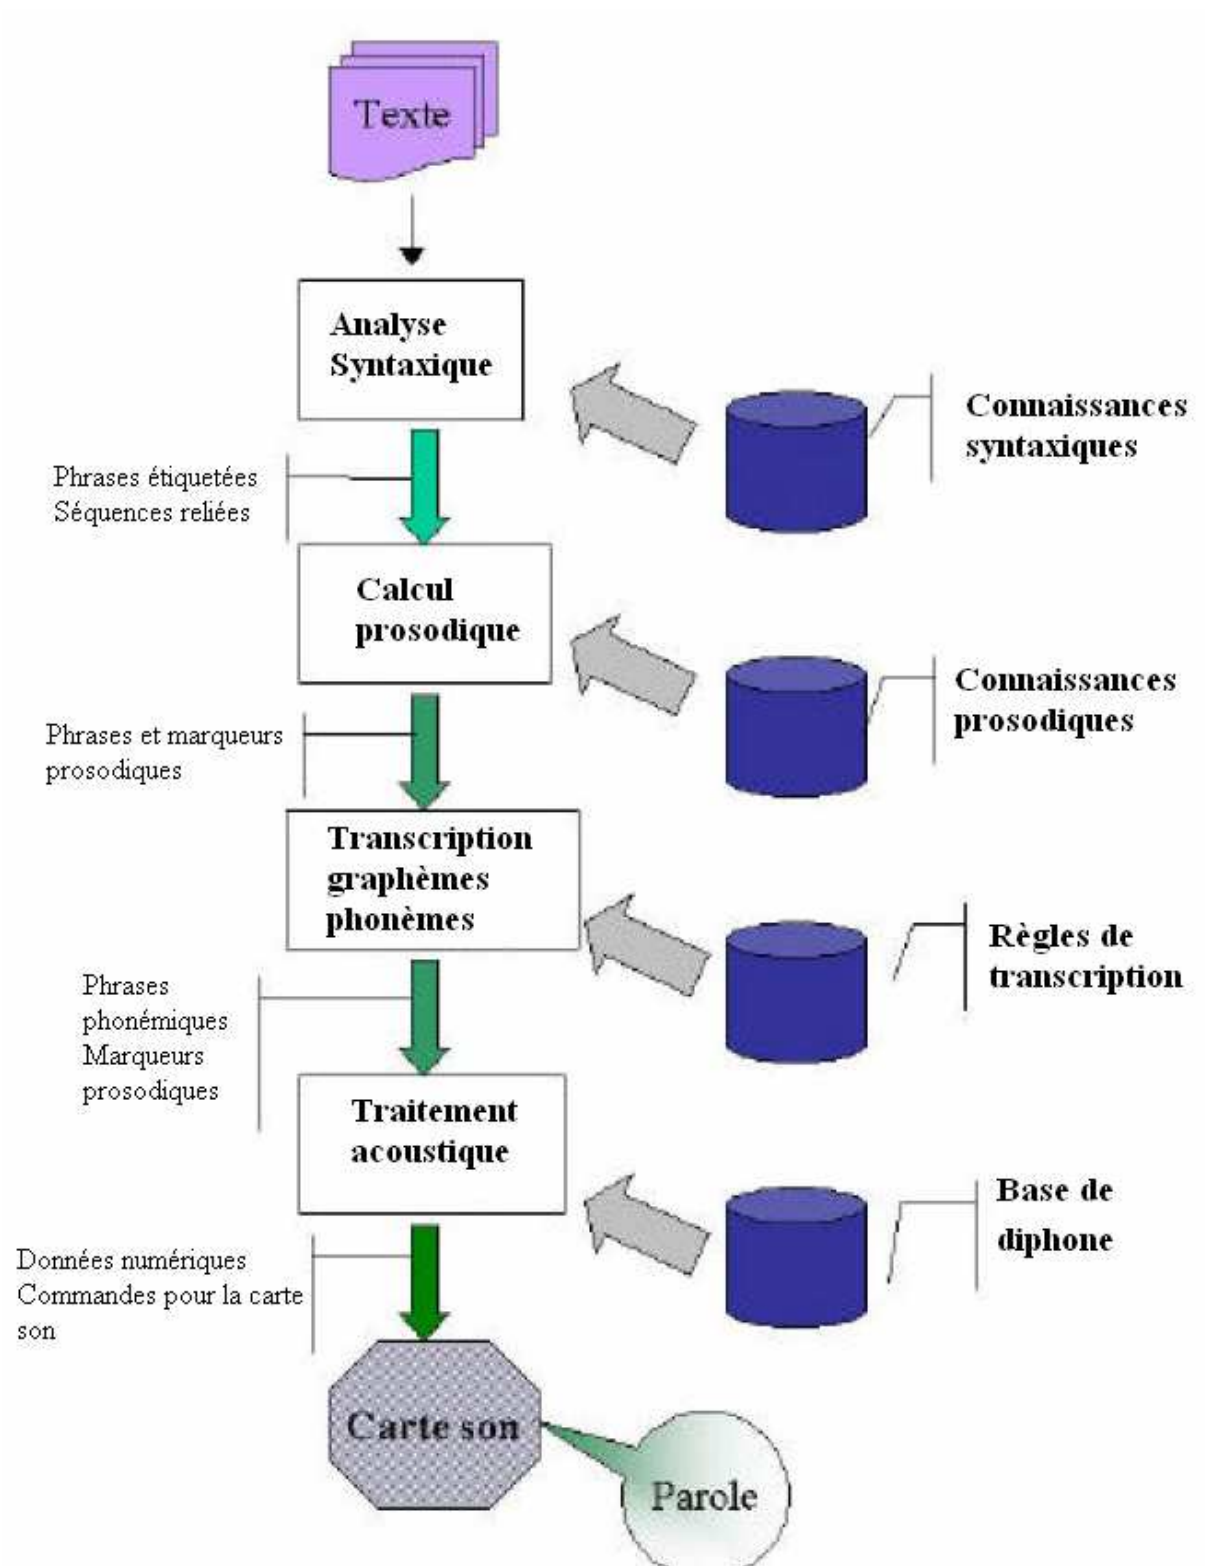 Texte
Analyse
Syntaxique
Connaissances
syntaxiques
Phrases étiquetées
Séquences reliées
Calcul
prosodique
Connaissances
prosodiques
Phrases et marqueurs
prosodiques
Transcription
graphèmes
phonèmes
Règles de
transcription
Phrases
phonémiques
Marqueurs
prosodiques
Traitement
acoustique
Base de
diphone
Données numériques
Commandes pour la carte
son
Carte son
Parole